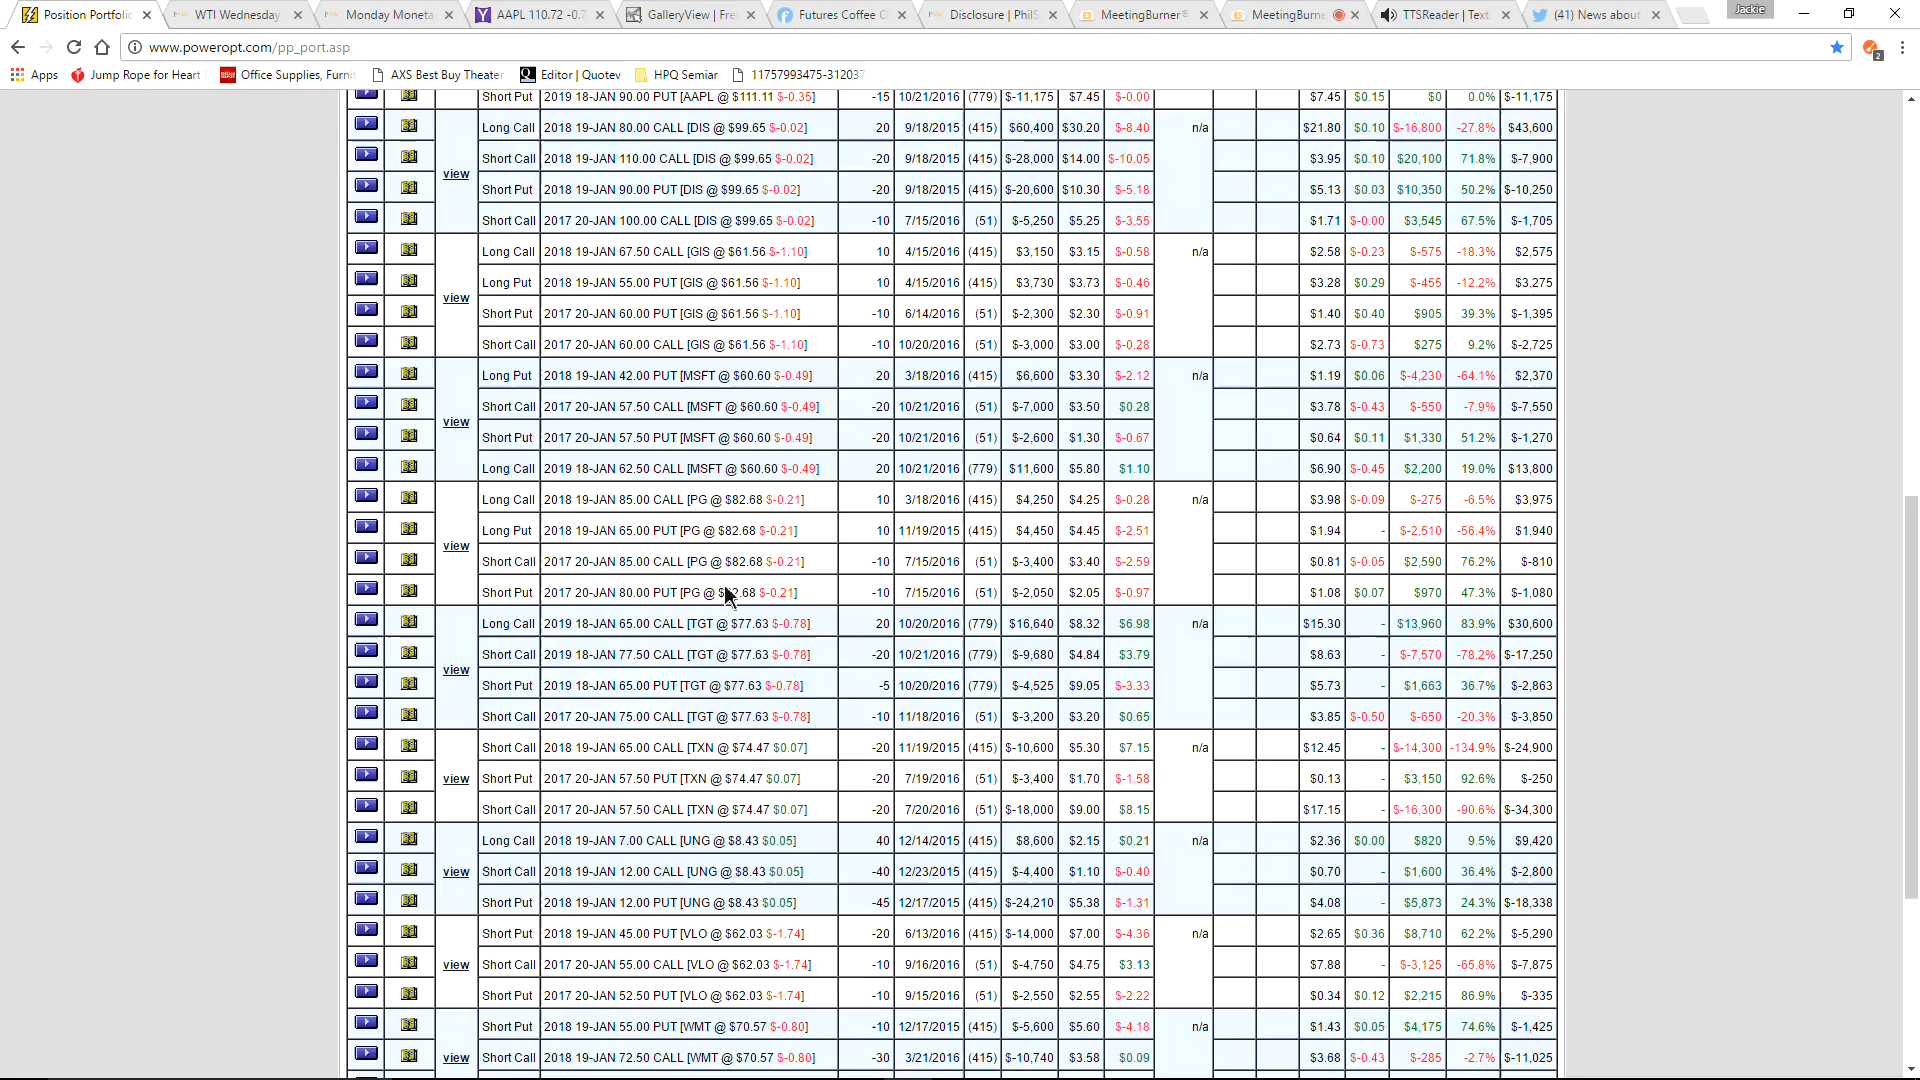 Position Portfolio WTI Wednesday Monday Moneta AAPL 110.72 -0. GalleryView | Fre Futures Coffee C Disclosure | PhilS MeetingBurner MeetingBurne TTSReader | Text (41) News about Jackie
www.poweropt.com/pp_port.asp 2
Apps Jump Rope for Heart Office Supplies, Furni AXS Best Buy Theater Editor | Quotev HPQ Semiar 11757993475-312037
Short Put 2019 18-JAN 90.00 PUT [AAPL @ $111.11 $-0.35] -15 10/21/2016 (779) $-11,175 $7.45 $-0.00 $7.45 $0.15 $0 0.0% $-11,175
Long Call 2018 19-JAN 80.00 CALL [DIS @ $99.65 $-0.02] 20 9/18/2015 (415) $60,400 $30.20 $-8.40 n/a $21.80 $0.10 $-16,800 -27.8% $43,600
Short Call 2018 19-JAN 110.00 CALL [DIS @ $99.65 $-0.02] -20 9/18/2015 (415) $-28,000 $14.00 $-10.05 $3.95 $0.10 $20,100 71.8% $-7,900
view
Short Put 2018 19-JAN 90.00 PUT [DIS @ $99.65 $-0.02] -20 9/18/2015 (415) $-20,600 $10.30 $-5.18 $5.13 $0.03 $10,350 50.2% $-10,250
Short Call 2017 20-JAN 100.00 CALL [DIS @ $99.65 $-0.02] -10 7/15/2016 (51) $-5,250 $5.25 $-3.55 $1.71 $-0.00 $3,545 67.5% $-1,705
Long Call 2018 19-JAN 67.50 CALL [GIS @ $61.56 $-1.10] 10 4/15/2016 (415) $3,150 $3.15 $-0.58 n/a $2.58 $-0.23 $-575 -18.3% $2,575
Long Put 2018 19-JAN 55.00 PUT [GIS @ $61.56 $-1.10] 10 4/15/2016 (415) $3,730 $3.73 $-0.46 $3.28 $0.29 $-455 -12.2% $3,275
view
Short Put 2017 20-JAN 60.00 PUT [GIS @ $61.56 $-1.10] -10 6/14/2016 (51) $-2,300 $2.30 $-0.91 $1.40 $0.40 $905 39.3% $-1,395
Short Call 2017 20-JAN 60.00 CALL [GIS @ $61.56 $-1.10] -10 10/20/2016 (51) $-3,000 $3.00 $-0.28 $2.73 $-0.73 $275 9.2% $-2,725
Long Put 2018 19-JAN 42.00 PUT [MSFT @ $60.60 $-0.49] 20 3/18/2016 (415) $6,600 $3.30 $-2.12 n/a $1.19 $0.06 $-4,230 -64.1% $2,370
Short Call 2017 20-JAN 57.50 CALL [MSFT @ $60.60 $-0.49] -20 10/21/2016 (51) $-7,000 $3.50 $0.28 $3.78 $-0.43 $-550 -7.9% $-7,550
view
Short Put 2017 20-JAN 57.50 PUT [MSFT @ $60.60 $-0.49] -20 10/21/2016 (51) $-2,600 $1.30 $-0.67 $0.64 $0.11 $1,330 51.2% $-1,270
Long Call 2019 18-JAN 62.50 CALL [MSFT @ $60.60 $-0.49] 20 10/21/2016 (779) $11,600 $5.80 $1.10 $6.90 $-0.45 $2,200 19.0% $13,800
Long Call 2018 19-JAN 85.00 CALL [PG @ $82.68 $-0.21] 10 3/18/2016 (415) $4,250 $4.25 $-0.28 n/a $3.98 $-0.09 $-275 -6.5% $3,975
Long Put 2018 19-JAN 65.00 PUT [PG @ $82.68 $-0.21] 10 11/19/2015 (415) $4,450 $4.45 $-2.51 $1.94 - $-2,510 -56.4% $1,940
view
Short Call 2017 20-JAN 85.00 CALL [PG @ $82.68 $-0.21] -10 7/15/2016 (51) $-3,400 $3.40 $-2.59 $0.81 $-0.05 $2,590 76.2% $-810
Short Put 2017 20-JAN 80.00 PUT [PG @ $2.68 $-0.21] -10 7/15/2016 (51) $-2,050 $2.05 $-0.97 $1.08 $0.07 $970 47.3% $-1,080
Long Call 2019 18-JAN 65.00 CALL [TGT @ $77.63 $-0.78] 20 10/20/2016 (779) $16,640 $8.32 $6.98 n/a $15.30 - $13,960 83.9% $30,600
Short Call 2019 18-JAN 77.50 CALL [TGT @ $77.63 $-0.78] -20 10/21/2016 (779) $-9,680 $4.84 $3.79 $8.63 - $-7,570 -78.2% $-17,250
view
Short Put 2019 18-JAN 65.00 PUT [TGT @ $77.63 $-0.78] -5 10/20/2016 (779) $-4,525 $9.05 $-3.33 $5.73 - $1,663 36.7% $-2,863
Short Call 2017 20-JAN 75.00 CALL [TGT @ $77.63 $-0.78] -10 11/18/2016 (51) $-3,200 $3.20 $0.65 $3.85 $-0.50 $-650 -20.3% $-3,850
Short Call 2018 19-JAN 65.00 CALL [TXN @ $74.47 $0.07] -20 11/19/2015 (415) $-10,600 $5.30 $7.15 n/a $12.45 - $-14,300 -134.9% $-24,900
view Short Put 2017 20-JAN 57.50 PUT [TXN @ $74.47 $0.07] -20 7/19/2016 (51) $-3,400 $1.70 $-1.58 $0.13 - $3,150 92.6% $-250
Short Call 2017 20-JAN 57.50 CALL [TXN @ $74.47 $0.07] -20 7/20/2016 (51) $-18,000 $9.00 $8.15 $17.15 - $-16,300 -90.6% $-34,300
Long Call 2018 19-JAN 7.00 CALL [UNG @ $8.43 $0.05] 40 12/14/2015 (415) $8,600 $2.15 $0.21 n/a $2.36 $0.00 $820 9.5% $9,420
view Short Call 2018 19-JAN 12.00 CALL [UNG @ $8.43 $0.05] -40 12/23/2015 (415) $-4,400 $1.10 $-0.40 $0.70 - $1,600 36.4% $-2,800
Short Put 2018 19-JAN 12.00 PUT [UNG @ $8.43 $0.05] -45 12/17/2015 (415) $-24,210 $5.38 $-1.31 $4.08 - $5,873 24.3% $-18,338
Short Put 2018 19-JAN 45.00 PUT [VLO @ $62.03 $-1.74] -20 6/13/2016 (415) $-14,000 $7.00 $-4.36 n/a $2.65 $0.36 $8,710 62.2% $-5,290
view Short Call 2017 20-JAN 55.00 CALL [VLO @ $62.03 $-1.74] -10 9/16/2016 (51) $-4,750 $4.75 $3.13 $7.88 - $-3,125 -65.8% $-7,875
Short Put 2017 20-JAN 52.50 PUT [VLO @ $62.03 $-1.74] -10 9/15/2016 (51) $-2,550 $2.55 $-2.22 $0.34 $0.12 $2,215 86.9% $-335
Short Put 2018 19-JAN 55.00 PUT [WMT @ $70.57 $-0.80] -10 12/17/2015 (415) $-5,600 $5.60 $-4.18 n/a $1.43 $0.05 $4,175 74.6% $-1,425
view Short Call 2018 19-JAN 72.50 CALL [WMT @ $70.57 $-0.80] -30 3/21/2016 (415) $-10,740 $3.58 $0.09 $3.68 $-0.43 $-285 -2.7% $-11,025